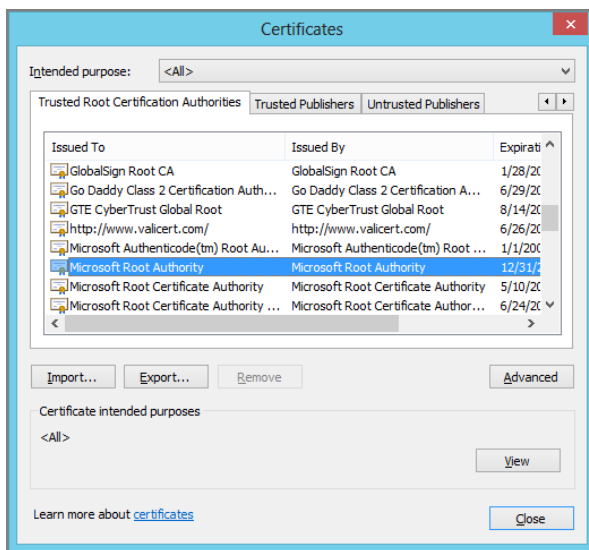 Certificates
Intended purpose: <All>
Trusted Root Certification Authorities Trusted Publishers Untrusted Publishers
Issued To Issued By Expirati
GlobalSign Root CA GlobalSign Root CA 1/28/20
Go Daddy Class 2 Certification Auth... Go Daddy Class 2 Certification A... 6/29/20
GTE CyberTrust Global Root GTE CyberTrust Global Root 8/14/20
http://www.valicert.com/ http://www.valicert.com/ 6/26/20
Microsoft Authenticode(tm) Root Au... Microsoft Authenticode(tm) Root ... 1/1/200
Microsoft Root Authority Microsoft Root Authority 12/31/2
Microsoft Root Certificate Authority Microsoft Root Certificate Authority 5/10/20
Microsoft Root Certificate Authority ... Microsoft Root Certificate Author... 6/24/20
Import... Export... Remove Advanced
Certificate intended purposes
<All>
View
Learn more about certificates
Close